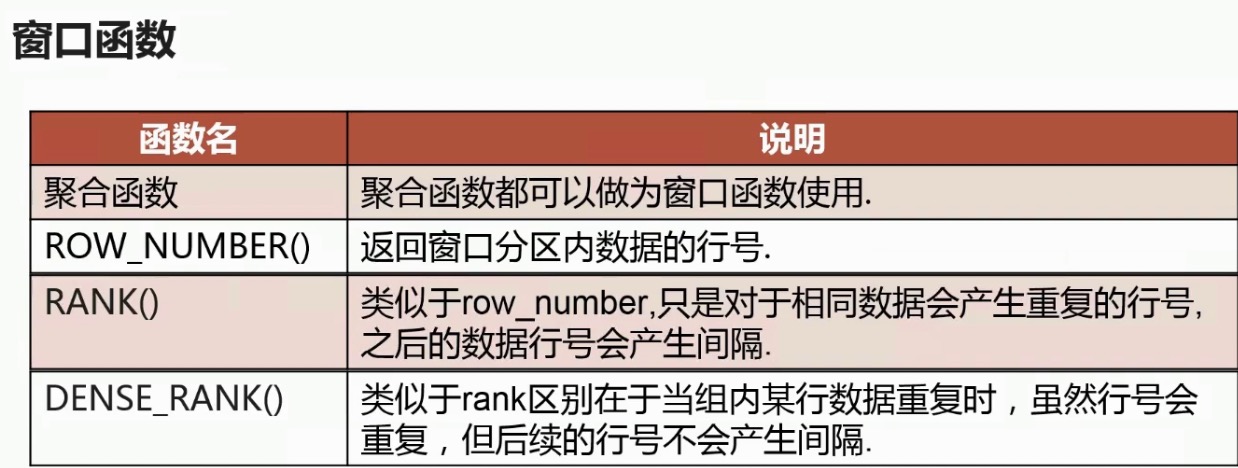 窗口函数
函数名
说明
聚合函数
聚合函数都可以做为窗口函数使用.
ROW_NUMBER()
返回窗口分区内数据的行号.
RANK()
类似于row_number,只是对于相同数据会产生重复的行号,
之后的数据行号会产生间隔.
DENSE_RANK()
类似于rank区别在于当组内某行数据重复时，虽然行号会
重复，但后续的行号不会产生间隔.